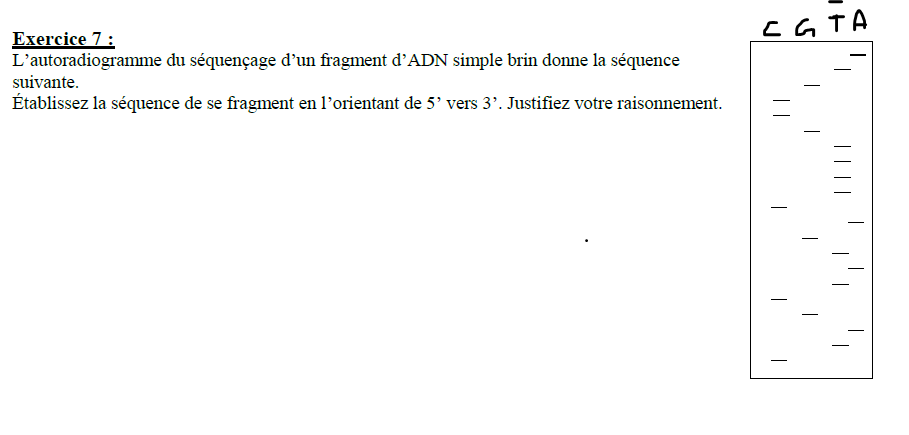 C G T A
Exercice 7 :
L'autoradiogramme du séquençage d'un fragment d'ADN simple brin donne la séquence
suivante.
Établissez la séquence de se fragment en l'orientant de 5' vers 3'. Justifiez votre raisonnement.